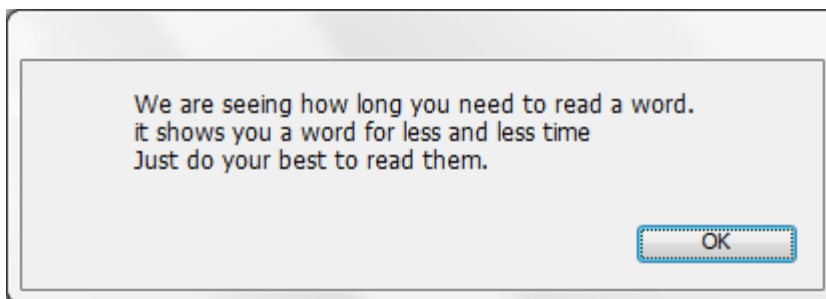 We are seeing how long you need to read a word.
it shows you a word for less and less time
Just do your best to read them.
OK